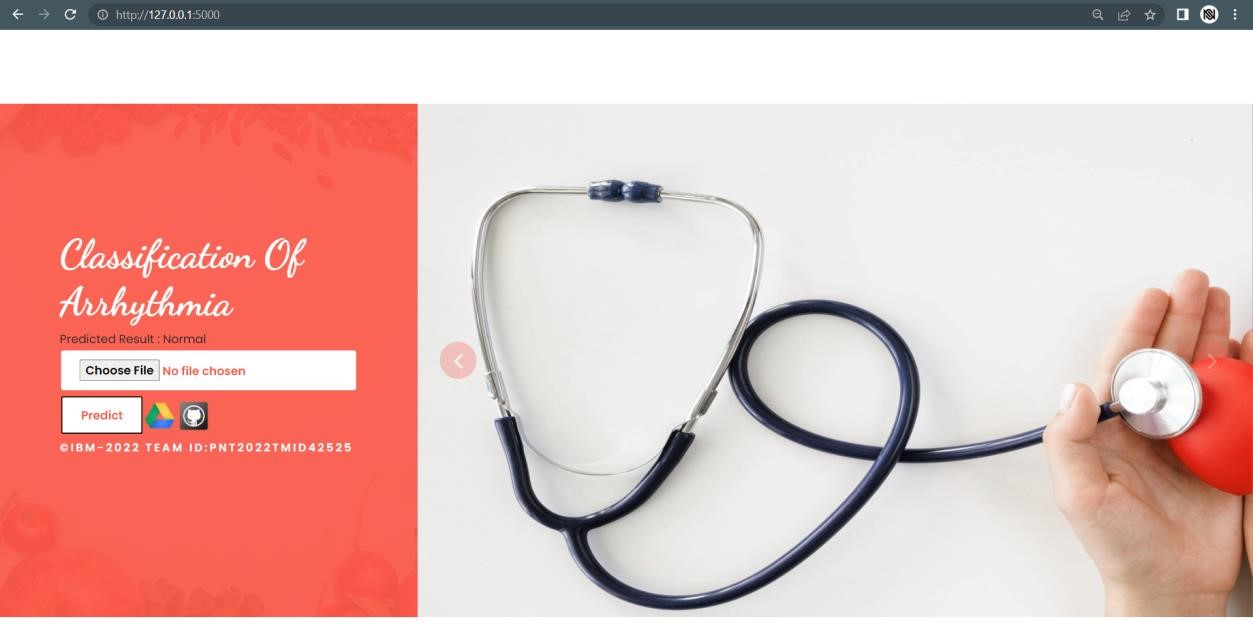 http://127.0.0.1:5000
Classification Of
Arrhythmia
Predicted Result : Normal
Choose File No file chosen
Predict
©IBM-2022 TEAM ID:PNT2022TMID42525